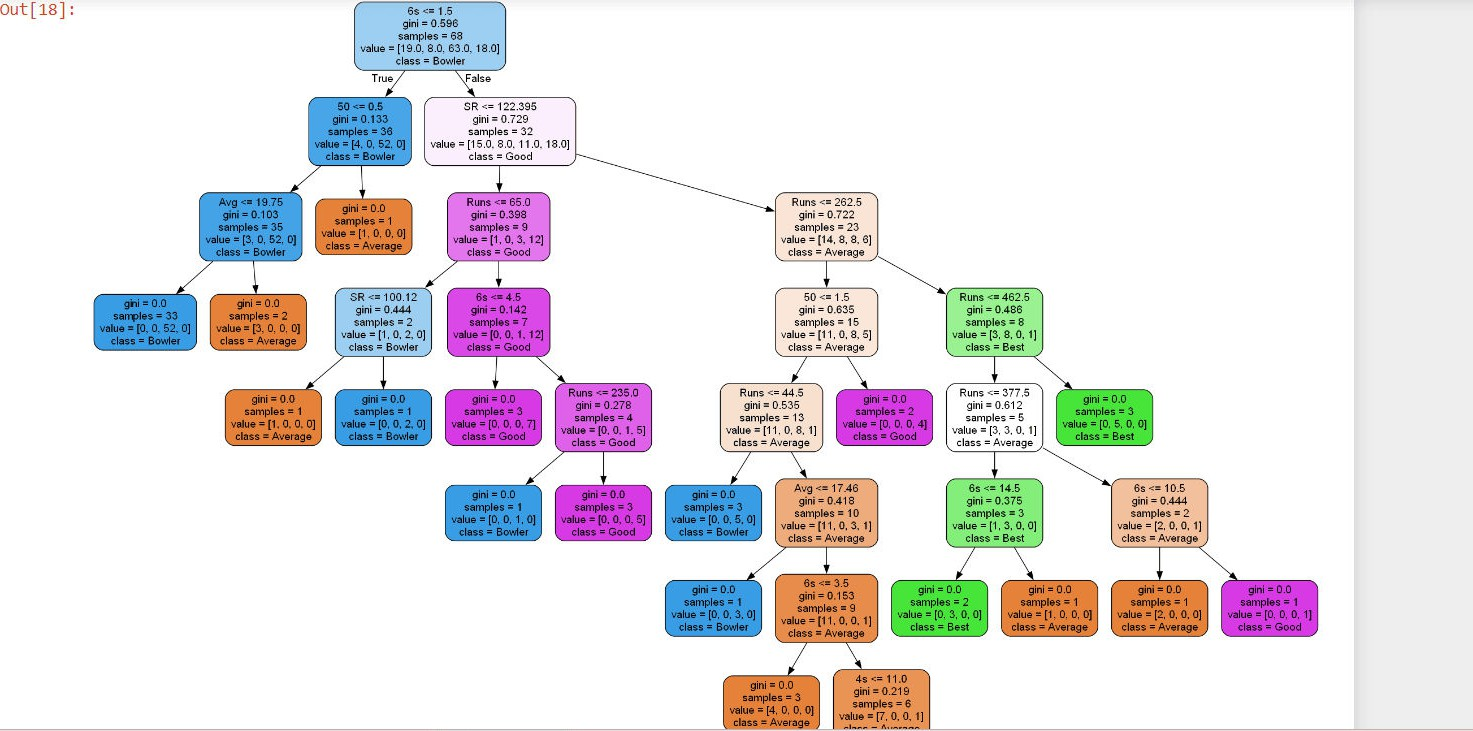 Out[18]:
6s <= 1.5
gini = 0.596
samples = 68
value = [19.0, 8.0, 63.0, 18.0]
class = Bowler
True
False
50 <= 0.5
gini = 0.133
samples = 36
value = [4, 0, 52, 0]
class = Bowler
SR <= 122.395
gini = 0.729
samples = 32
value = [15.0, 8.0, 11.0, 18.0]
class = Good
Avg <= 19.75
gini = 0.103
samples = 35
value = [3, 0, 52, 0]
class = Bowler
gini = 0.0
samples = 1
value = [1, 0, 0, 0]
class = Average
Runs <= 65.0
gini = 0.398
samples = 9
value = [1, 0, 3, 12]
class = Good
Runs <= 262.5
gini = 0.722
samples = 23
value = [14, 8, 8, 6]
class = Average
gini = 0.0
samples = 33
value = [0, 0, 52, 0]
class = Bowler
gini = 0.0
samples = 2
value = [3, 0, 0, 0]
class = Average
SR <= 100.12
gini = 0.444
samples = 2
value = [1, 0, 2, 0]
class = Bowler
6s <= 4.5
gini = 0.142
samples = 7
value = [0, 0, 1, 12]
class = Good
50 <= 1.5
gini = 0.635
samples = 15
value = [11, 0, 8, 5]
class = Average
Runs <= 462.5
gini = 0.486
samples = 8
value = [3, 8, 0, 1]
class = Best
gini = 0.0
samples = 1
value = [1, 0, 0, 0]
class = Average
gini = 0.0
samples = 1
value = [0, 0, 2, 0]
class = Bowler
gini = 0.0
samples = 3
value = [0, 0, 0, 7]
class = Good
Runs <= 235.0
gini = 0.278
samples = 4
value = [0, 0, 1, 5]
class = Good
Runs <= 44.5
gini = 0.535
samples = 13
value = [11, 0, 8, 1]
class = Average
gini = 0.0
samples = 2
value = [0, 0, 0, 4]
class = Good
Runs <= 377.5
gini = 0.612
samples = 5
value = [3, 3, 0, 1]
class = Average
gini = 0.0
samples = 3
value = [0, 5, 0, 0]
class = Best
gini = 0.0
samples = 1
value = [0, 0, 1, 0]
class = Bowler
gini = 0.0
samples = 3
value = [0, 0, 0, 5]
class = Good
gini = 0.0
samples = 3
value = [0, 0, 5, 0]
class = Bowler
Avg <= 17.46
gini = 0.418
samples = 10
value = [11, 0, 3, 1]
class = Average
6s <= 14.5
gini = 0.375
samples = 3
value = [1, 3, 0, 0]
class = Best
6s <= 10.5
gini = 0.444
samples = 2
value = [2, 0, 0, 1]
class = Average
gini = 0.0
samples = 1
value = [0, 0, 3, 0]
class = Bowler
6s <= 3.5
gini = 0.153
samples = 9
value = [11, 0, 0, 1]
class = Average
gini = 0.0
samples = 2
value = [0, 3, 0, 0]
class = Best
gini = 0.0
samples = 1
value = [1, 0, 0, 0]
class = Average
gini = 0.0
samples = 1
value = [2, 0, 0, 0]
class = Average
gini = 0.0
samples = 1
value = [0, 0, 0, 1]
class = Good
gini = 0.0
samples = 3
value = [4, 0, 0, 0]
class = Average
4s <= 11.0
gini = 0.219
samples = 6
value = [7, 0, 0, 1]
class = Average